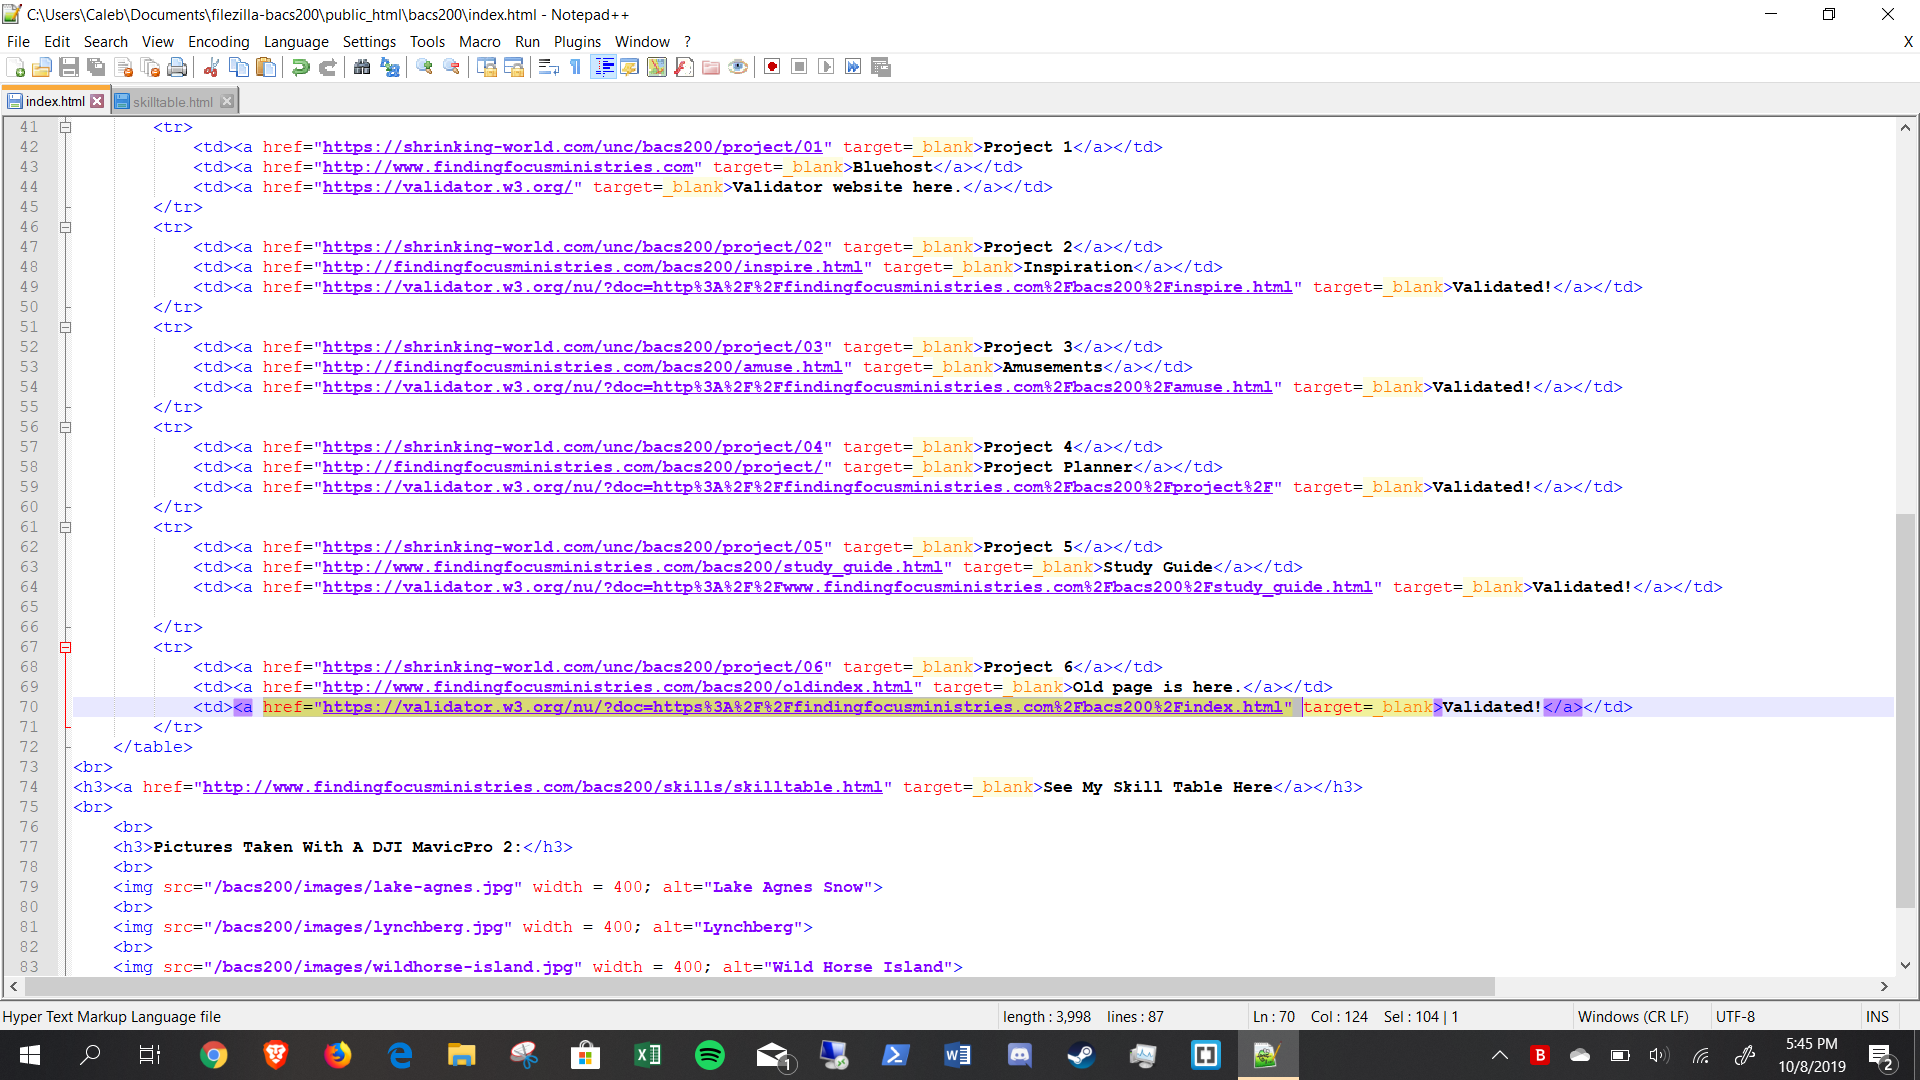 C:\Users\Caleb\Documents\filezilla-bacs200\public_html\bacs200\index.html - Notepad++
File Edit Search View Encoding Language Settings Tools Macro Run Plugins Window ? X
index.html skilltable.html
41 <tr>
42 <td><a href="https://shrinking-world.com/unc/bacs200/project/01" target=_blank>Project 1</a></td>
43 <td><a href="http://www.findingfocusministries.com" target=_blank>Bluehost</a></td>
44 <td><a href="https://validator.w3.org/" target=_blank>Validator website here.</a></td>
45 </tr>
46 <tr>
47 <td><a href="https://shrinking-world.com/unc/bacs200/project/02" target=_blank>Project 2</a></td>
48 <td><a href="http://findingfocusministries.com/bacs200/inspire.html" target=_blank>Inspiration</a></td>
49 <td><a href="https://validator.w3.org/nu/?doc=http%3A%2F%2Ffindingfocusministries.com%2Fbacs200%2Finspire.html" target=_blank>Validated!</a></td>
50 </tr>
51 <tr>
52 <td><a href="https://shrinking-world.com/unc/bacs200/project/03" target=_blank>Project 3</a></td>
53 <td><a href="http://findingfocusministries.com/bacs200/amuse.html" target=_blank>Amusements</a></td>
54 <td><a href="https://validator.w3.org/nu/?doc=http%3A%2F%2Ffindingfocusministries.com%2Fbacs200%2Famuse.html" target=_blank>Validated!</a></td>
55 </tr>
56 <tr>
57 <td><a href="https://shrinking-world.com/unc/bacs200/project/04" target=_blank>Project 4</a></td>
58 <td><a href="http://findingfocusministries.com/bacs200/project/" target=_blank>Project Planner</a></td>
59 <td><a href="https://validator.w3.org/nu/?doc=http%3A%2F%2Ffindingfocusministries.com%2Fbacs200%2Fproject%2F" target=_blank>Validated!</a></td>
60 </tr>
61 <tr>
62 <td><a href="https://shrinking-world.com/unc/bacs200/project/05" target=_blank>Project 5</a></td>
63 <td><a href="http://www.findingfocusministries.com/bacs200/study_guide.html" target=_blank>Study Guide</a></td>
64 <td><a href="https://validator.w3.org/nu/?doc=http%3A%2F%2Fwww.findingfocusministries.com%2Fbacs200%2Fstudy_guide.html" target=_blank>Validated!</a></td>
65
66 </tr>
67 <tr>
68 <td><a href="https://shrinking-world.com/unc/bacs200/project/06" target=_blank>Project 6</a></td>
69 <td><a href="http://www.findingfocusministries.com/bacs200/oldindex.html" target=_blank>Old page is here.</a></td>
70 <td><a href="https://validator.w3.org/nu/?doc=https%3A%2F%2Ffindingfocusministries.com%2Fbacs200%2Findex.html" target=_blank>Validated!</a></td>
71 </tr>
72 </table>
73 <br>
74 <h3><a href="http://www.findingfocusministries.com/bacs200/skills/skilltable.html" target=_blank>See My Skill Table Here</a></h3>
75 <br>
76 <br>
77 <h3>Pictures Taken With A DJI MavicPro 2:</h3>
78 <br>
79 <img src="/bacs200/images/lake-agnes.jpg" width = 400; alt="Lake Agnes Snow">
80 <br>
81 <img src="/bacs200/images/lynchberg.jpg" width = 400; alt="Lynchberg">
82 <br>
83 <img src="/bacs200/images/wildhorse-island.jpg" width = 400; alt="Wild Horse Island">
Hyper Text Markup Language file length : 3,998 lines : 87 Ln : 70 Col : 124 Sel : 104 | 1 Windows (CR LF) UTF-8 INS
5:45 PM
10/8/2019